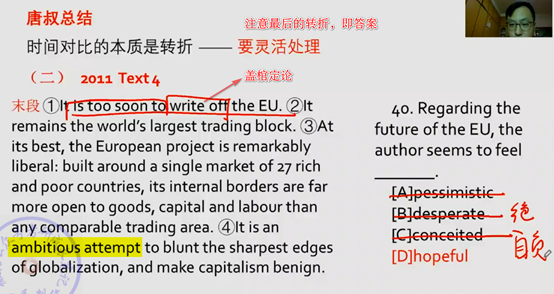 唐叔总结
注意最后的转折，即答案
时间对比的本质是转折 —— 要灵活处理
（二） 2011 Text 4
盖棺定论
末段 ①It is too soon to write off the EU. ②It
remains the world's largest trading block. ③At
its best, the European project is remarkably
liberal: built around a single market of 27 rich
and poor countries, its internal borders are far
more open to goods, capital and labour than
any comparable trading area. ④It is an
ambitious attempt to blunt the sharpest edges
of globalization, and make capitalism benign.
40. Regarding the
future of the EU, the
author seems to feel
______.
[A]pessimistic
[B]desperate 绝
[C]conceited 自负
[D]hopeful